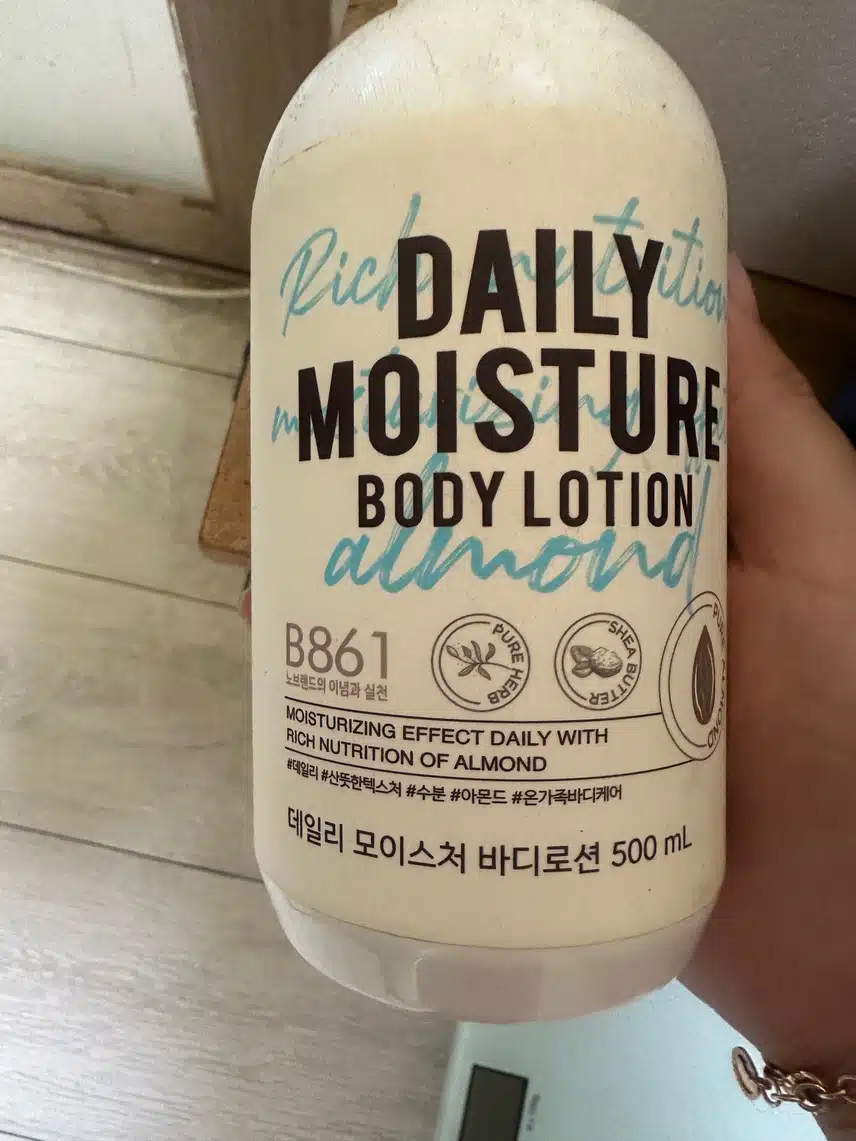 Rich nutrition
DAILY
moisturizing
MOISTURE
BODY LOTION
almond
B861
노브랜드의 이념과 실천
PURE HERB
SHEA BUTTER
PURE ALMOND
MOISTURIZING EFFECT DAILY WITH
RICH NUTRITION OF ALMOND
#데일리 #산뜻한텍스처 #수분 #아몬드 #온가족바디케어
데일리 모이스처 바디로션 500 mL